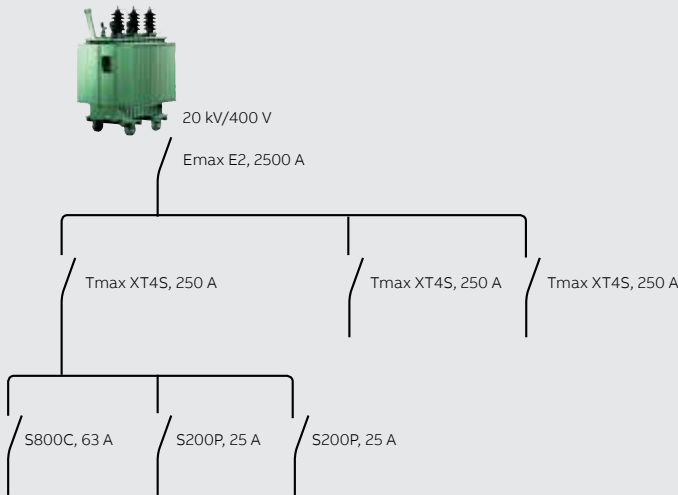 20 kV/400 V
Emax E2, 2500 A
Tmax XT4S, 250 A
Tmax XT4S, 250 A
Tmax XT4S, 250 A
S800C, 63 A
S200P, 25 A
S200P, 25 A